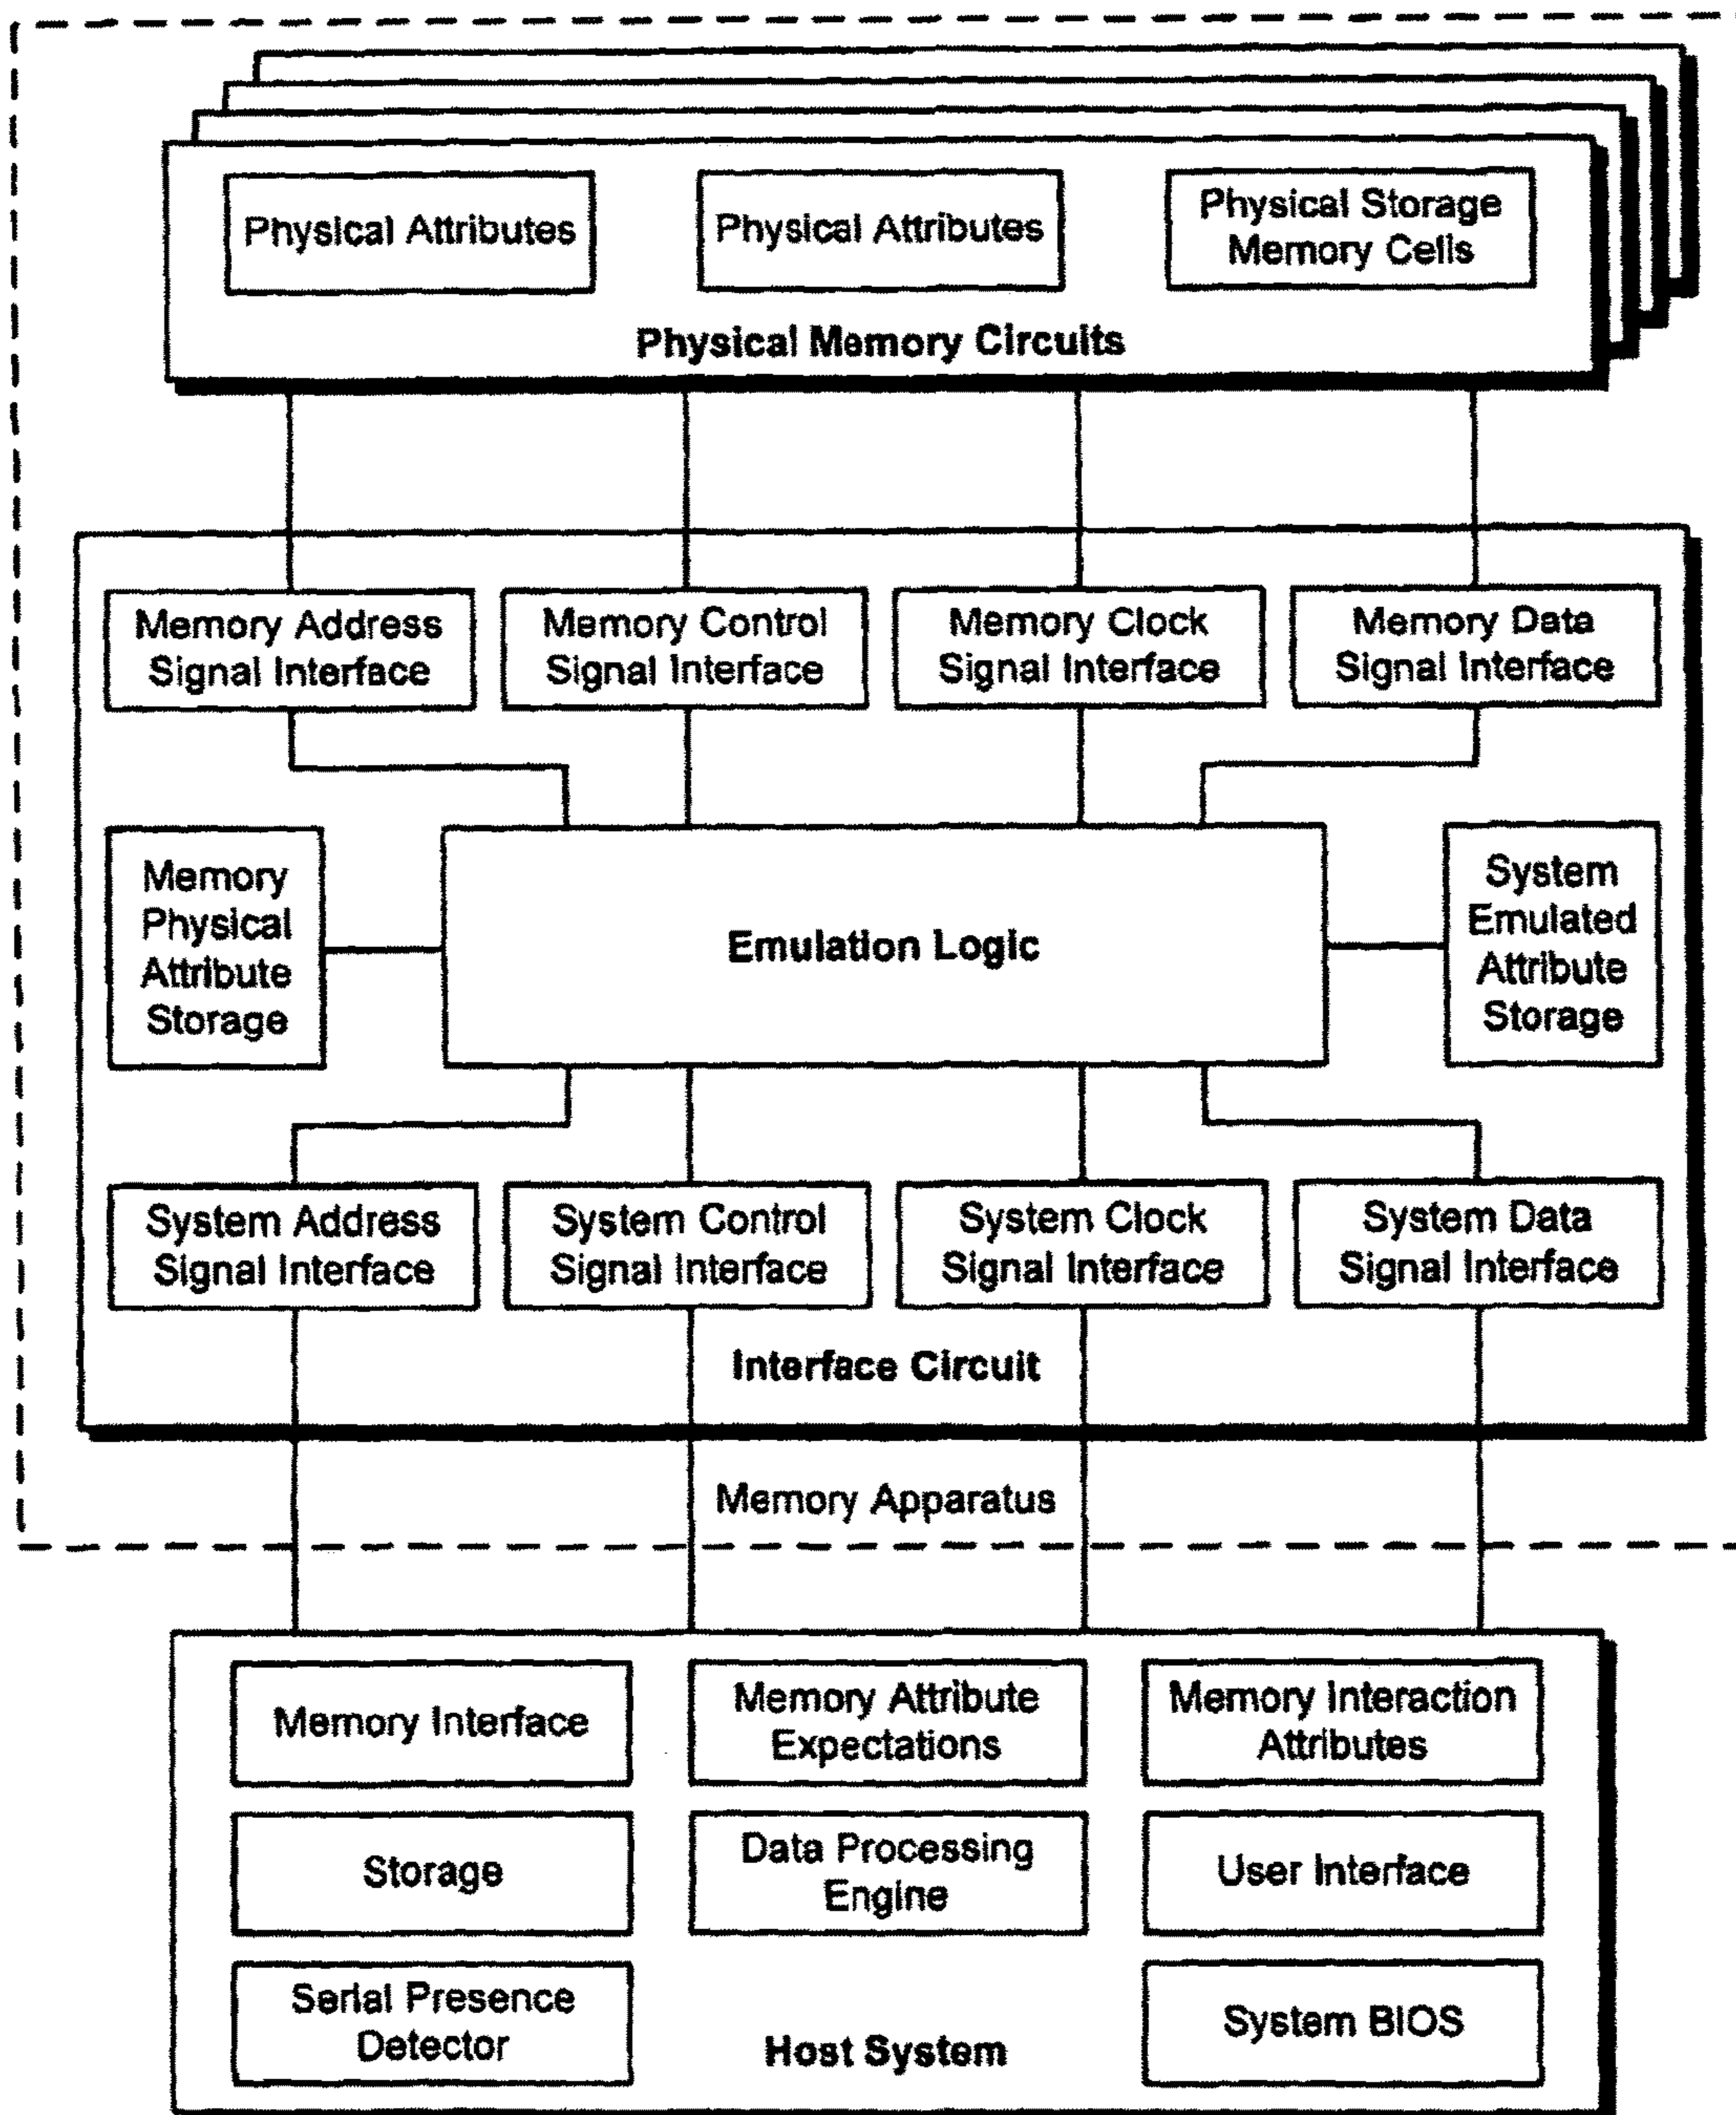 Physical Attributes
Physical Attributes
Physical Storage
Memory Cells
Physical Memory Circuits
Memory Address
Signal Interface
Memory Control
Signal Interface
Memory Clock
Signal Interface
Memory Data
Signal Interface
Memory
Physical
Attribute
Storage
Emulation Logic
System
Emulated
Attribute
Storage
System Address
Signal Interface
System Control
Signal Interface
System Clock
Signal Interface
System Data
Signal Interface
Interface Circuit
Memory Apparatus
Memory Interface
Memory Attribute
Expectations
Memory Interaction
Attributes
Storage
Data Processing
Engine
User Interface
Serial Presence
Detector
Host System
System BIOS